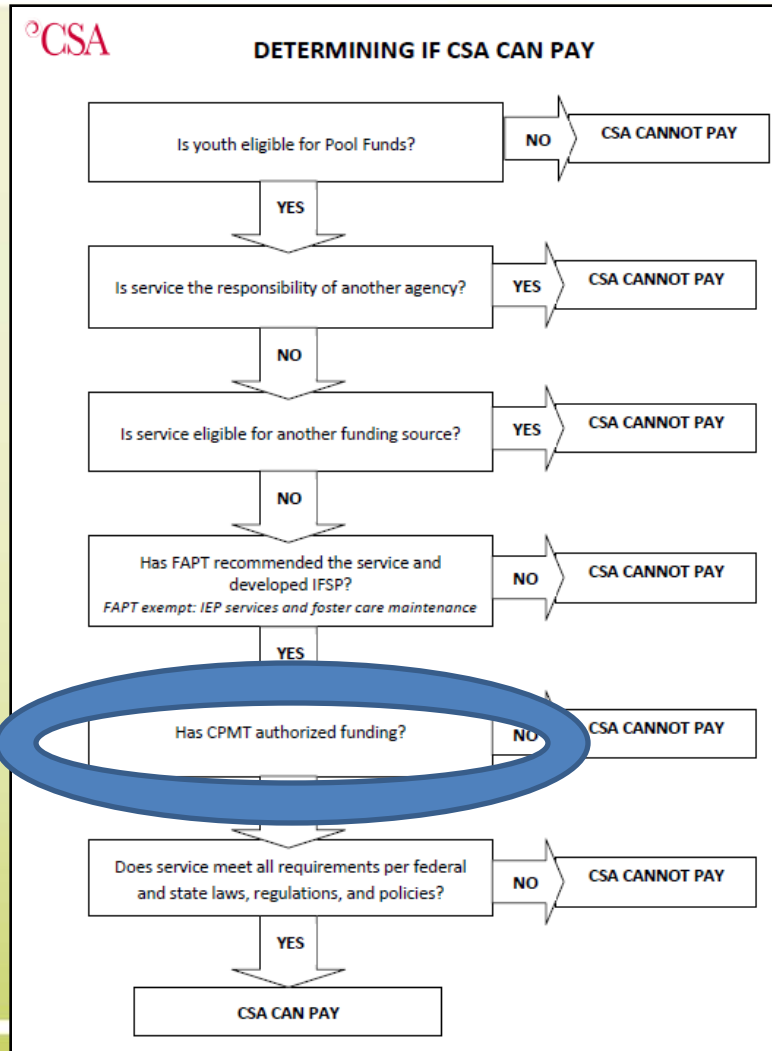 CSA
DETERMINING IF CSA CAN PAY
Is youth eligible for Pool Funds?
NO
CSA CANNOT PAY
YES
Is service the responsibility of another agency?
YES
CSA CANNOT PAY
NO
Is service eligible for another funding source?
YES
CSA CANNOT PAY
NO
Has FAPT recommended the service and
developed IFSP?
FAPT exempt: IEP services and foster care maintenance
NO
CSA CANNOT PAY
YES
Has CPMT authorized funding?
NO
CSA CANNOT PAY
Does service meet all requirements per federal
and state laws, regulations, and policies?
NO
CSA CANNOT PAY
YES
CSA CAN PAY